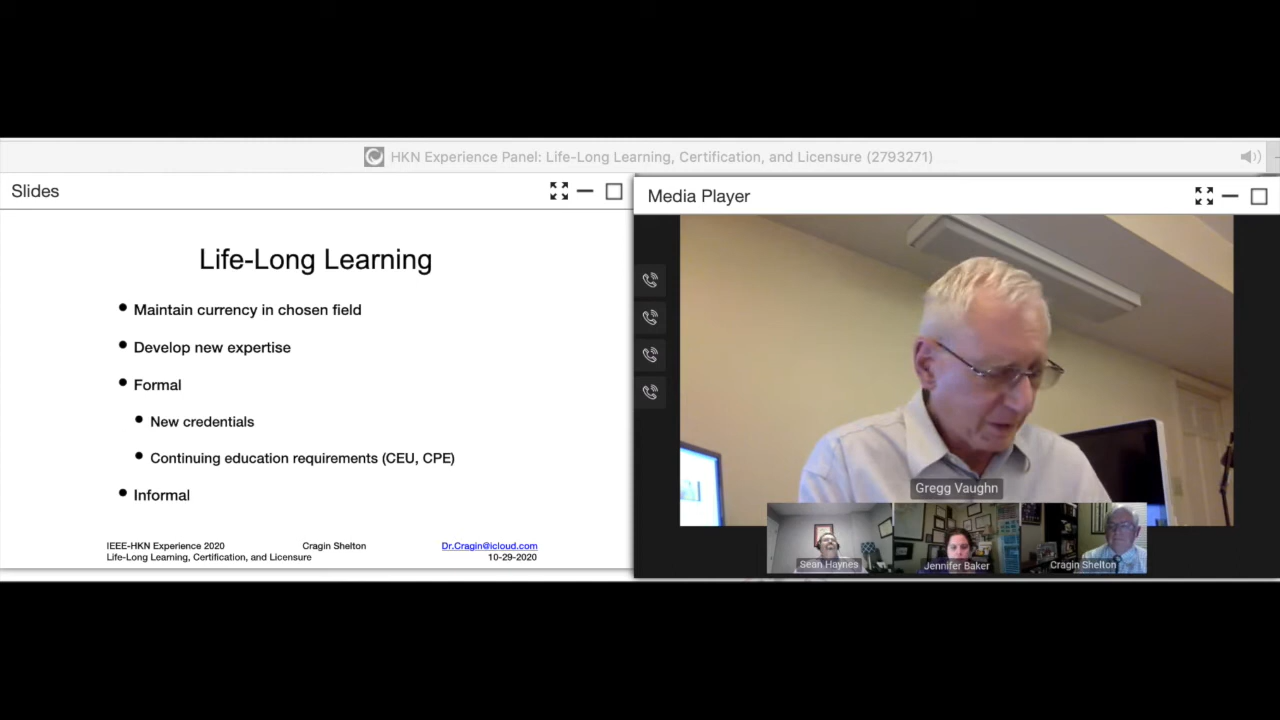 HKN Experience Panel: Life-Long Learning, Certification, and Licensure (2793271)
Slides
Life-Long Learning
Maintain currency in chosen field
Develop new expertise
Formal
New credentials
Continuing education requirements (CEU, CPE)
Informal
IEEE-HKN Experience 2020 Cragin Shelton Dr.Cragin@icloud.com
Life-Long Learning, Certification, and Licensure 10-29-2020
Media Player
Gregg Vaughn
Sean Haynes
Jennifer Baker
Cragin Shelton